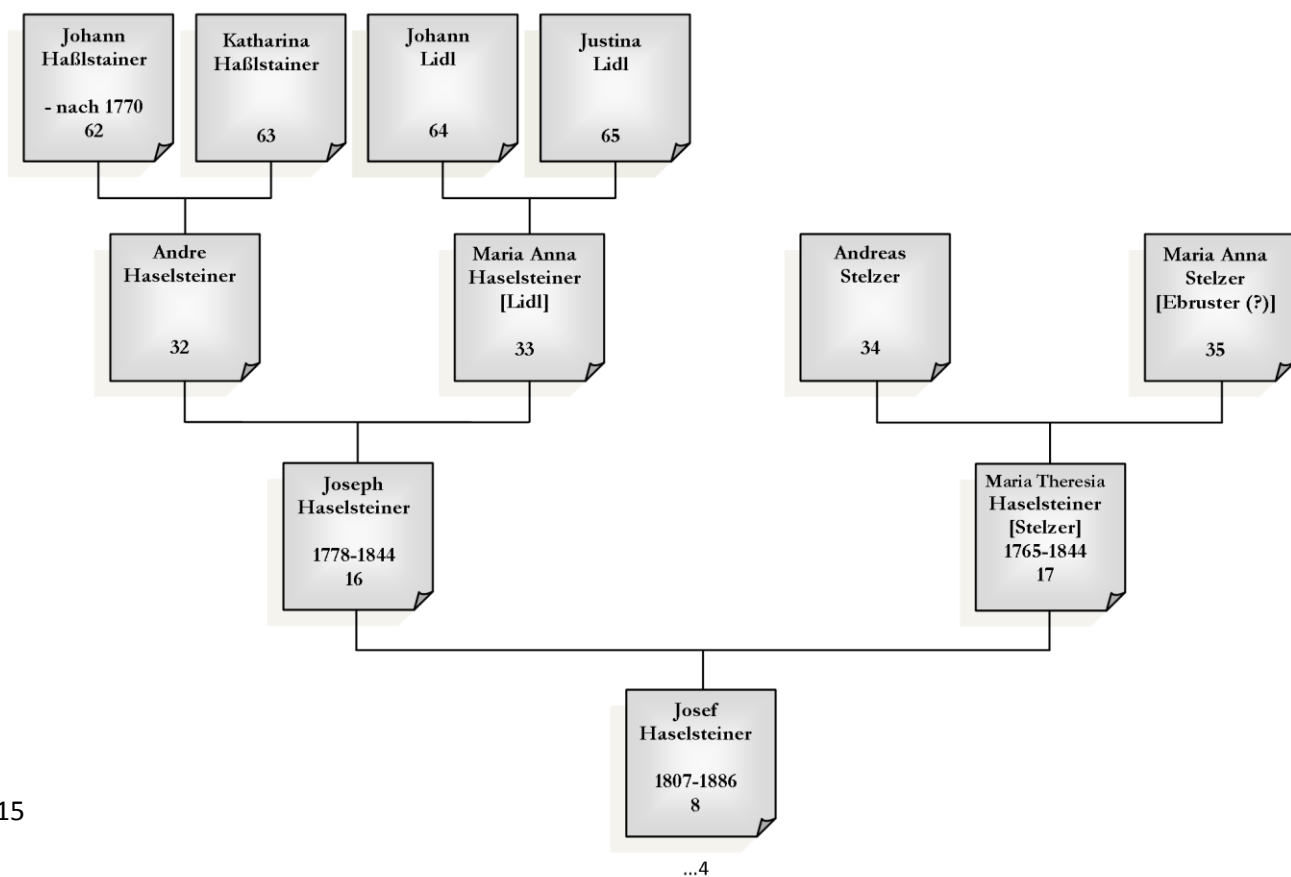 Johann
Haßlstainer
- nach 1770
62
Katharina
Haßlstainer
63
Johann
Lidl
64
Justina
Lidl
65
Andre
Haselsteiner
32
Maria Anna
Haselsteiner
[Lidl]
33
Andreas
Stelzer
34
Maria Anna
Stelzer
[Ebruster (?)]
35
Joseph
Haselsteiner
1778-1844
16
Maria Theresia
Haselsteiner
[Stelzer]
1765-1844
17
Josef
Haselsteiner
1807-1886
8
15
...4